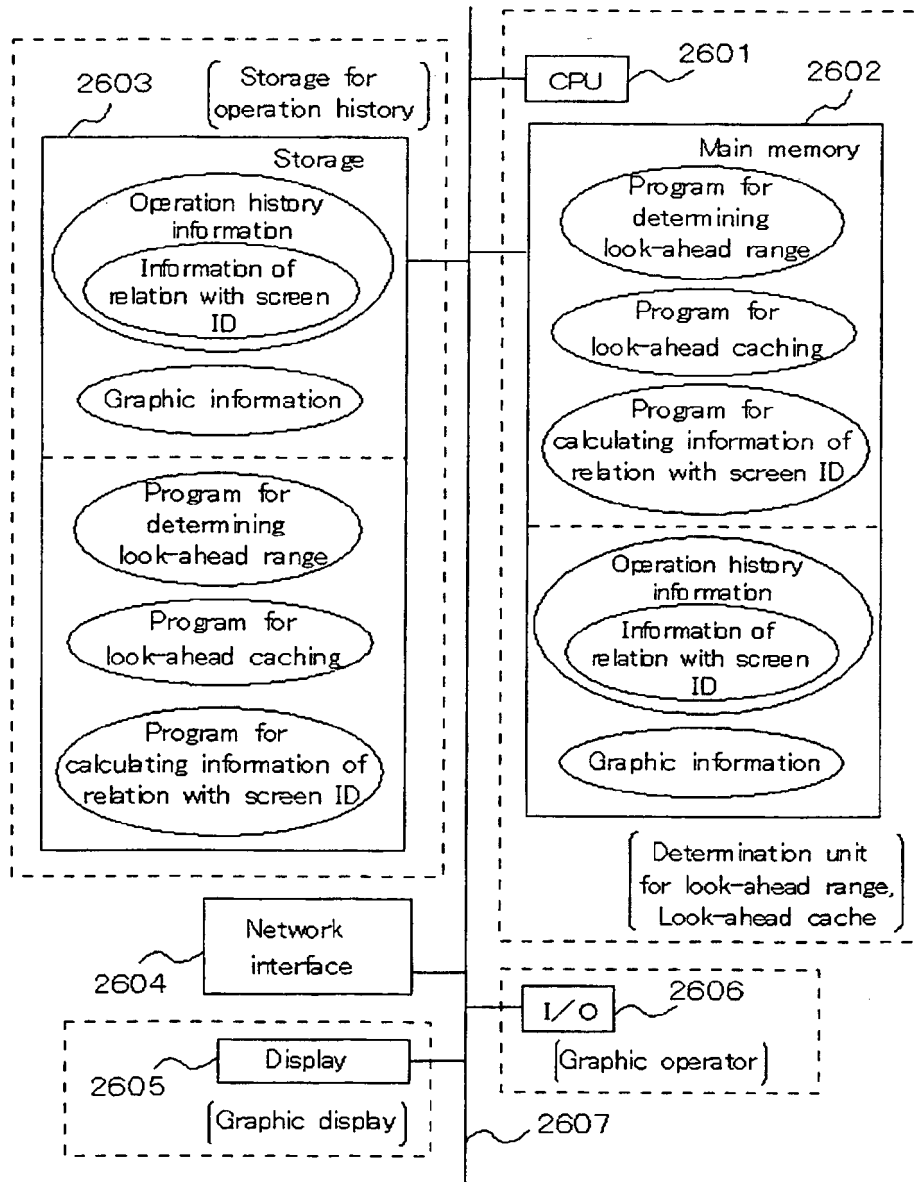 2603
Storage for
operation history
Storage
Operation history
information
Information of
relation with screen
ID
Graphic information
Program for
determining
look-ahead range
Program for
look-ahead caching
Program for
calculating information of
relation with screen ID
CPU
2601
2602
Main memory
Program for
determining
look-ahead range
Program for
look-ahead caching
Program for
calculating information of
relation with screen ID
Operation history
information
Information of
relation with screen
ID
Graphic information
Determination unit
for look-ahead range,
Look-ahead cache
Network
interface
2604
I/O
2606
Graphic operator
Display
2605
Graphic display
2607